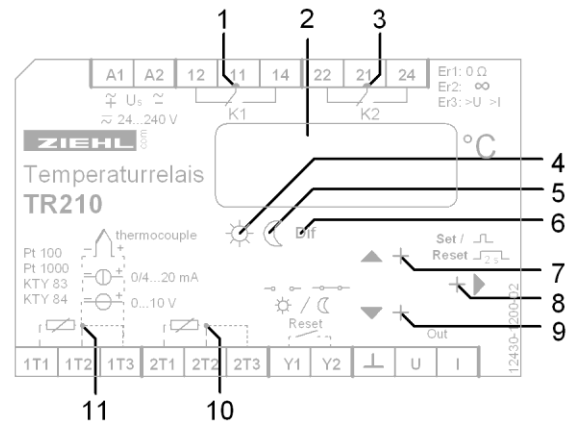 1 2 3
A1 A2 12 11 14 22 21 24
Er1: 0 Ω
Er2: ∞
Er3: >U >I
≂ Us ≂
≂ 24...240 V
K1 K2
ZIEHL .com
°C
Temperaturrelais
TR210
4
5
6
Dif
thermocouple
- +
Set /
Reset 2 s
7
Pt 100
Pt 1000
KTY 83
KTY 84
+ 0/4...20 mA
+ 0...10 V
8
9
/
Reset
Out
12430-1200-02
1T1 1T2 1T3 2T1 2T2 2T3 Y1 Y2 ⊥ U I
11 10